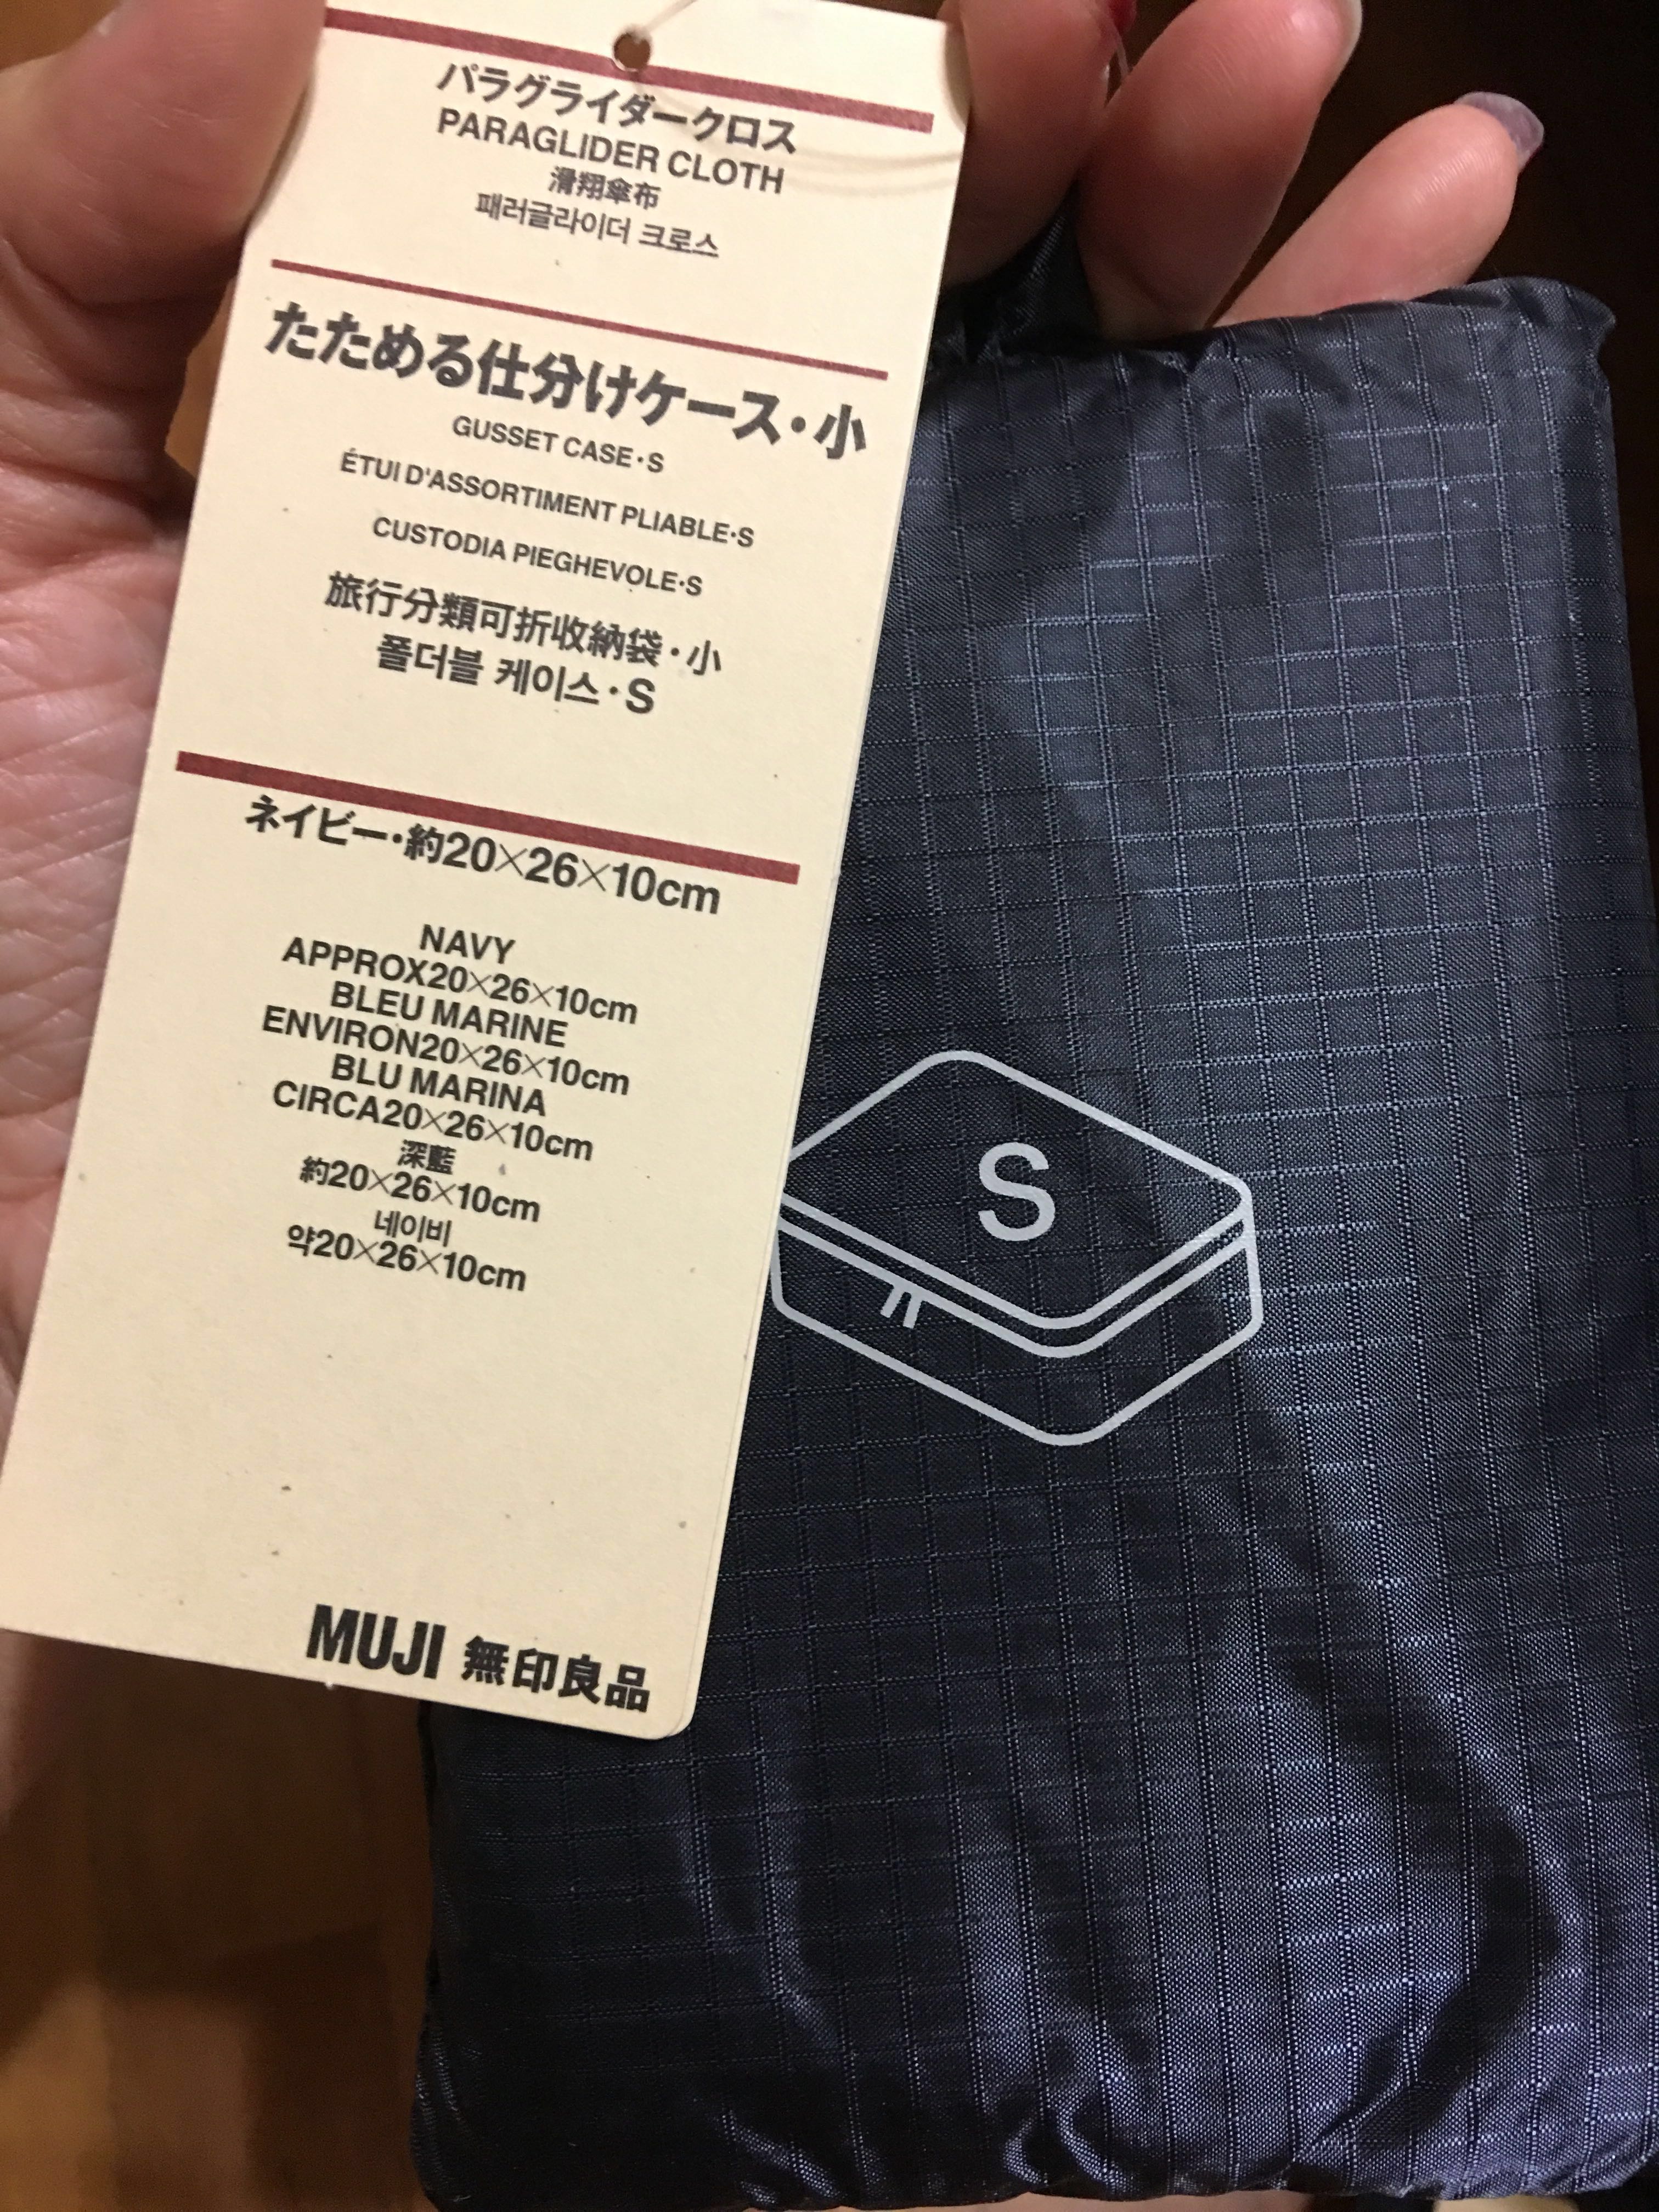 パラグライダークロス
PARAGLIDER CLOTH
滑翔傘布
패러글라이더 크로스
たためる仕分けケース・小
GUSSET CASE・S
ÉTUI D'ASSORTIMENT PLIABLE・S
CUSTODIA PIEGHEVOLE・S
旅行分類可折收納袋・小
폴더블 케이스・S
ネイビー・約20×26×10cm
NAVY
APPROX20×26×10cm
BLEU MARINE
ENVIRON20×26×10cm
BLU MARINA
CIRCA20×26×10cm
深藍
約20×26×10cm
네이비
약20×26×10cm
MUJI 無印良品
S